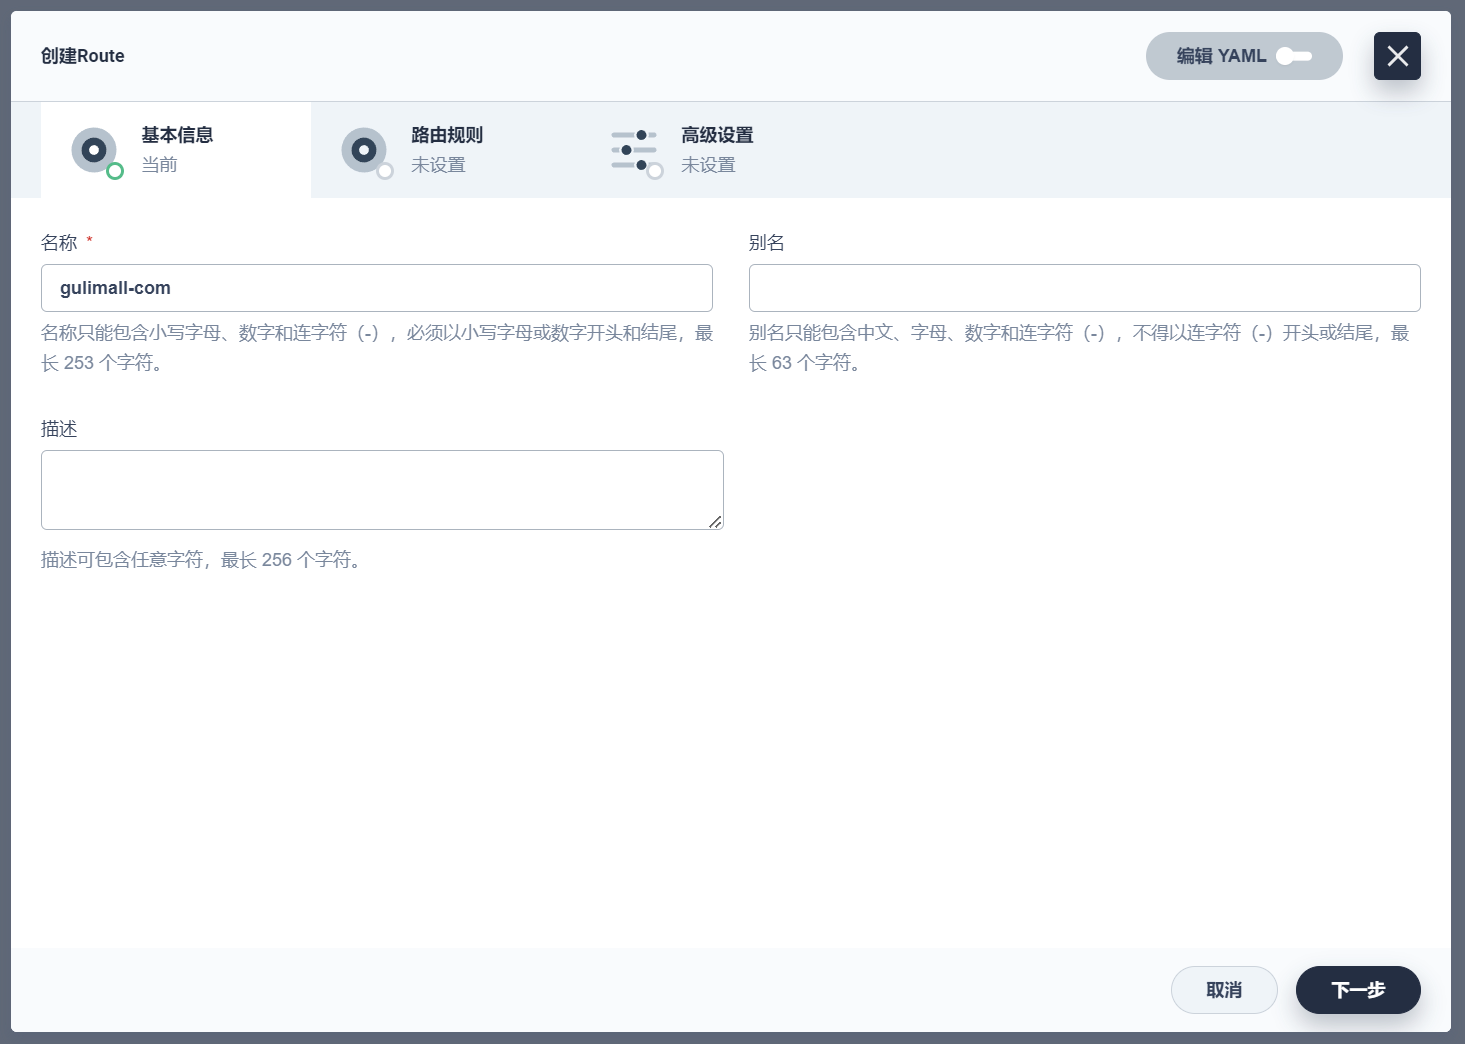 创建Route
编辑 YAML
基本信息
当前
路由规则
未设置
高级设置
未设置
名称 *
gulimall-com
名称只能包含小写字母、数字和连字符（-），必须以小写字母或数字开头和结尾，最
长 253 个字符。
别名
别名只能包含中文、字母、数字和连字符（-），不得以连字符（-）开头或结尾，最
长 63 个字符。
描述
描述可包含任意字符，最长 256 个字符。
取消
下一步